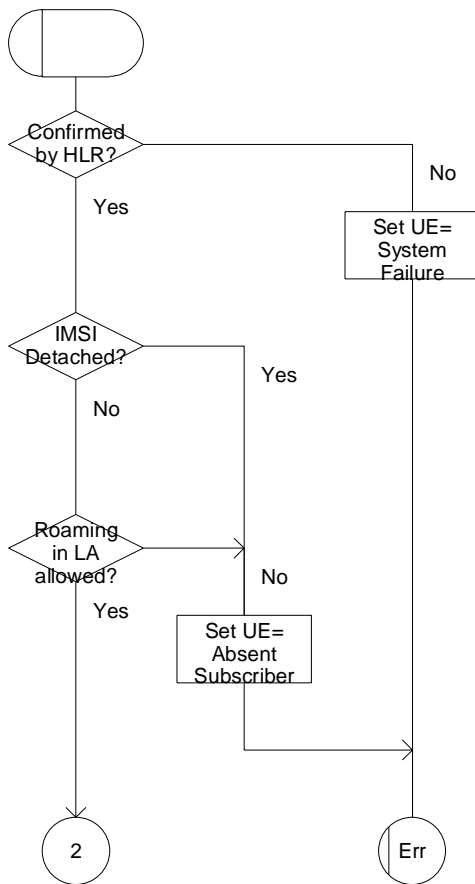 Confirmed
by HLR?
No
Yes
Set UE=
System
Failure
IMSI
Detached?
Yes
No
Roaming
in LA
allowed?
No
Yes
Set UE=
Absent
Subscriber
2
Err